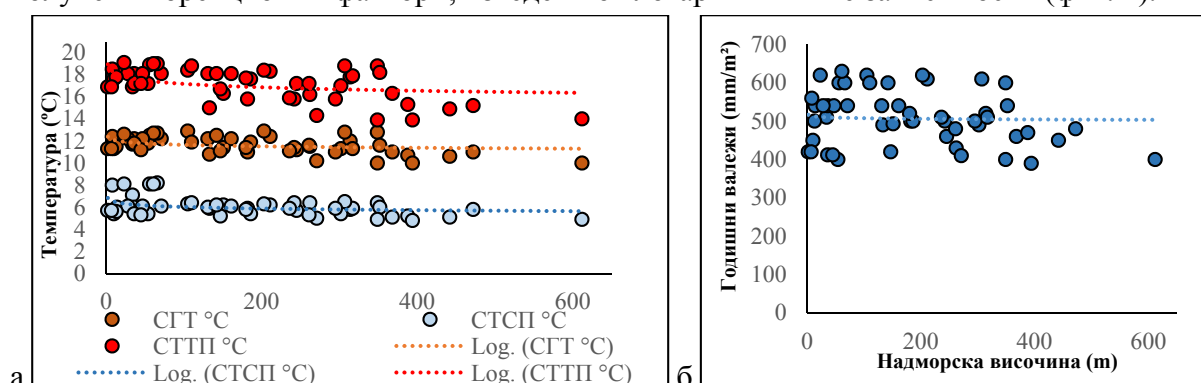 20
18
16
14
12
10
8
6
4
2
0
Температура (ºC)
0 200 400 600
СГТ °C СТСП °C
СТТП °C Log. (СГТ °C)
Log. (СТСП °C) Log. (СТТП °C)
а
700
600
500
400
300
200
100
0
Годишни валежи (mm/m²)
0 200 400 600
Надморска височина (m)
б